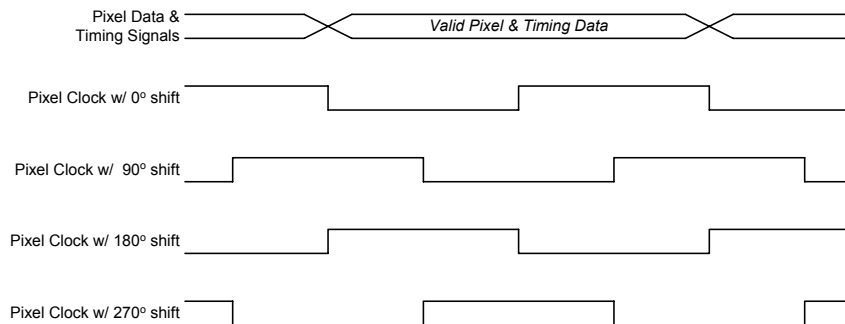 Pixel Data &
Timing Signals
Valid Pixel & Timing Data
Pixel Clock w/ 0º shift
Pixel Clock w/  90º shift
Pixel Clock w/ 180º shift
Pixel Clock w/ 270º shift